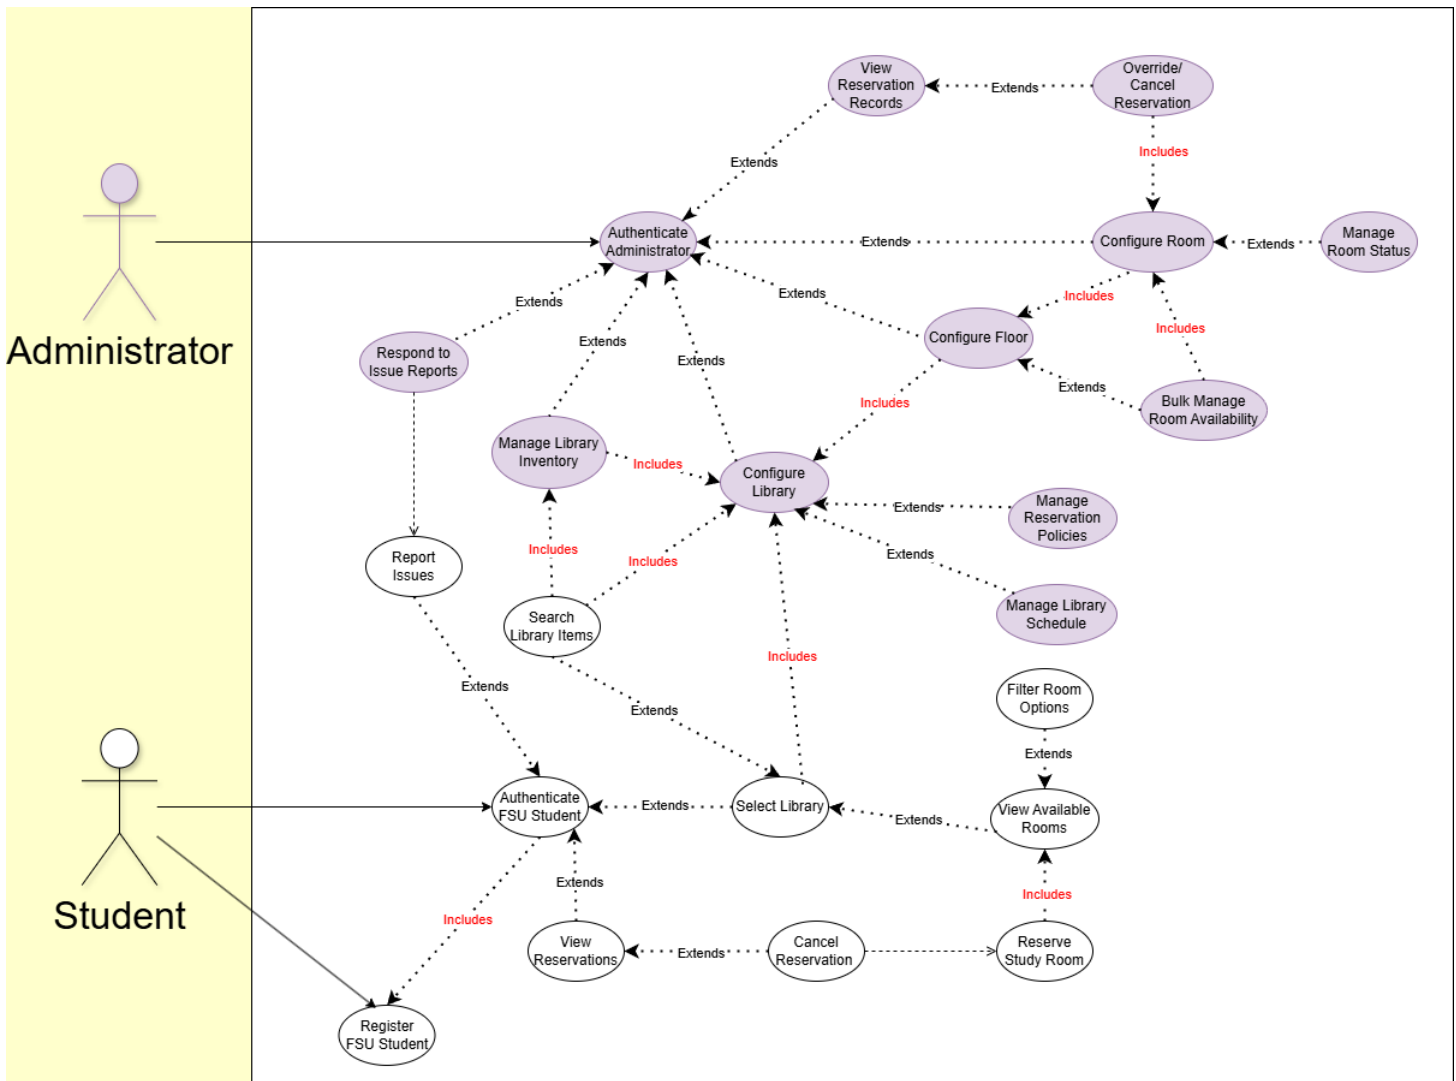 View
Reservation
Records
Extends
Override/
Cancel
Reservation
Extends
Includes
Authenticate
Administrator
Extends
Configure Room
Extends
Manage
Room Status
Extends
Extends
Includes
Administrator
Respond to
Issue Reports
Extends
Extends
Configure Floor
Includes
Extends
Includes
Bulk Manage
Room Availability
Manage Library
Inventory
Includes
Configure
Library
Extends
Manage
Reservation
Policies
Report
Issues
Includes
Includes
Extends
Search
Library Items
Manage Library
Schedule
Includes
Extends
Extends
Filter Room
Options
Extends
Authenticate
FSU Student
Extends
Select Library
Extends
View Available
Rooms
Student
Extends
Includes
Includes
View
Reservations
Extends
Cancel
Reservation
Reserve
Study Room
Register
FSU Student